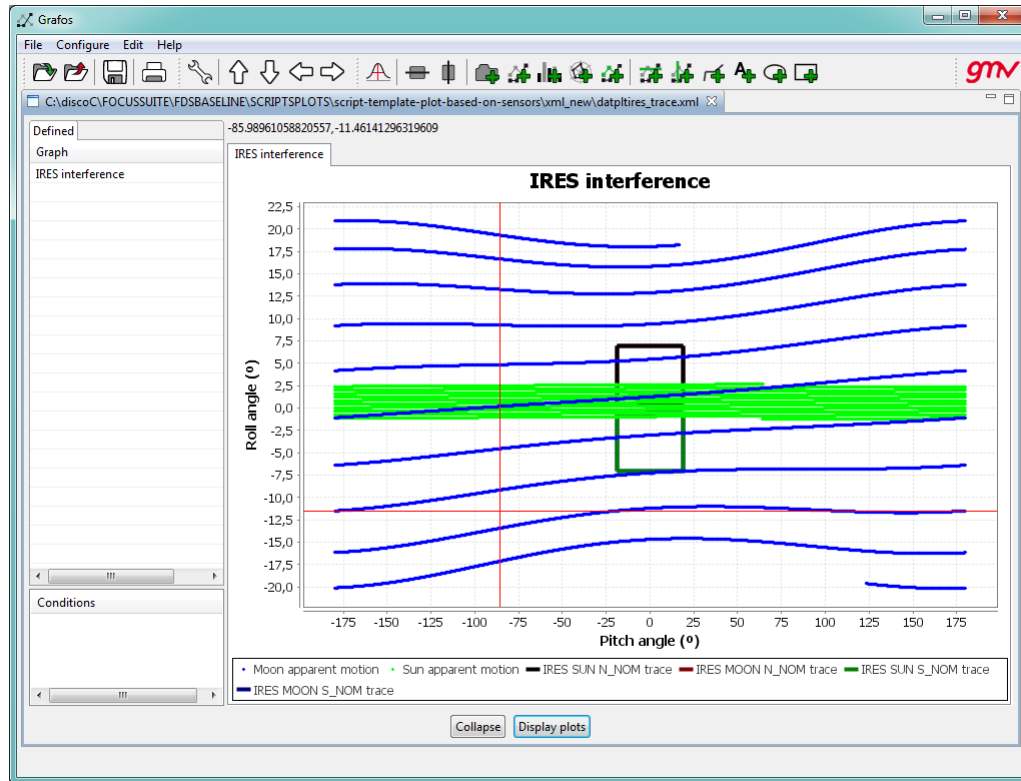 Grafos
File Configure Edit Help
gmv
C:\discoC\FOCUSSUITE\FDSBASELINE\SCRIPTSPLOTS\script-template-plot-based-on-sensors\xml_new\datpltires_trace.xml
Defined
-85.98961058820557,-11.46141296319609
Graph
IRES interference
IRES interference
IRES interference
22,5
20,0
17,5
15,0
12,5
10,0
7,5
5,0
2,5
0,0
-2,5
-5,0
-7,5
-10,0
-12,5
-15,0
-17,5
-20,0
Roll angle (º)
-175 -150 -125 -100 -75 -50 -25 0 25 50 75 100 125 150 175
Pitch angle (º)
Conditions
Moon apparent motion Sun apparent motion IRES SUN N_NOM trace IRES MOON N_NOM trace IRES SUN S_NOM trace
IRES MOON S_NOM trace
Collapse Display plots